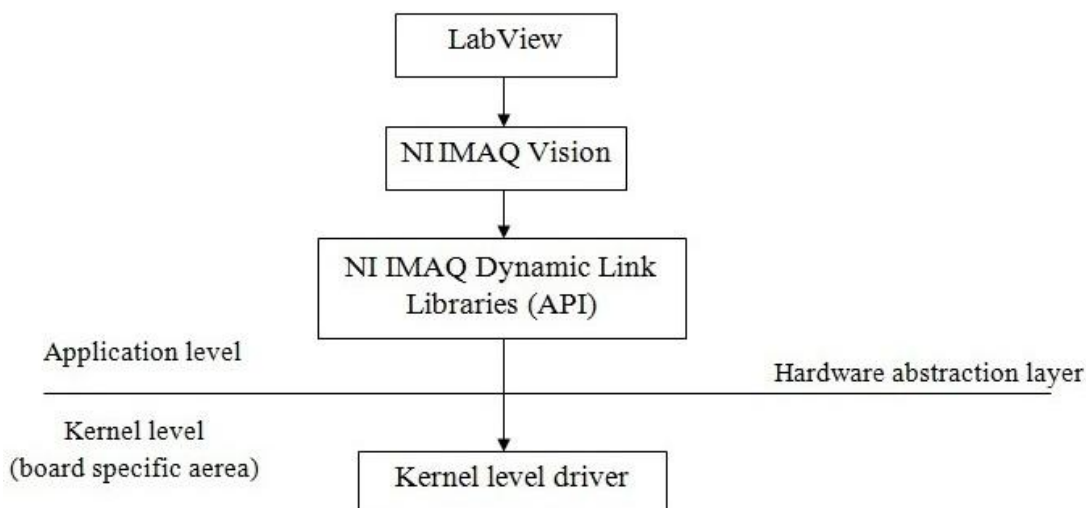 LabView
NI IMAQ Vision
NI IMAQ Dynamic Link
Libraries (API)
Application level
Hardware abstraction layer
Kernel level
(board specific aerea)
Kernel level driver